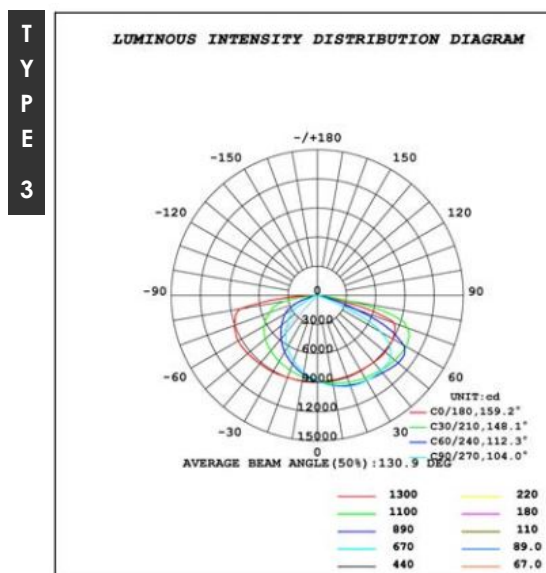 TYPE 3
LUMINOUS INTENSITY DISTRIBUTION DIAGRAM
-/+180
-150 150
-120 120
-90 0 90
3000
6000
-60 9000 60
12000
-30 15000 30
0
UNIT:cd
C0/180,159.2°
C30/210,148.1°
C60/240,112.3°
C90/270,104.0°
AVERAGE BEAM ANGLE(50%):130.9 DEG
1300 220
1100 180
890 110
670 89.0
440 67.0